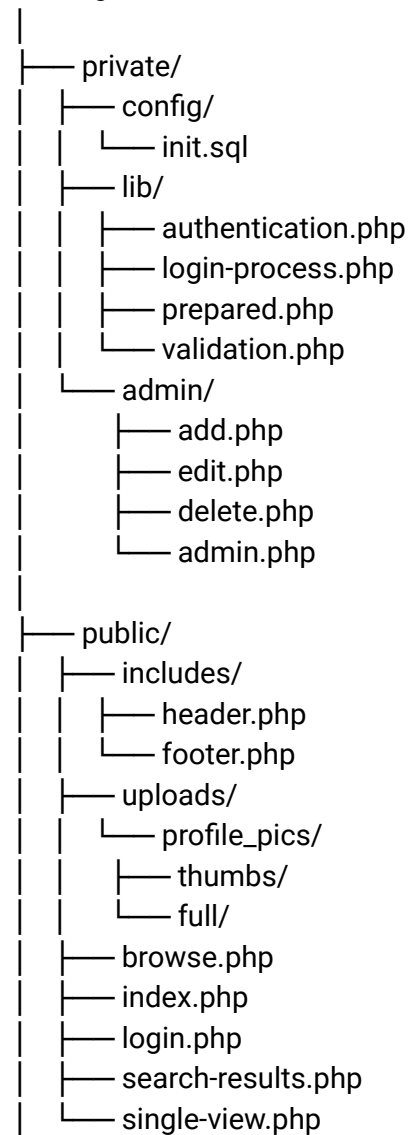 private/
config/
init.sql
lib/
authentication.php
login-process.php
prepared.php
validation.php
admin/
add.php
edit.php
delete.php
admin.php
public/
includes/
header.php
footer.php
uploads/
profile_pics/
thumbs/
full/
browse.php
index.php
login.php
search-results.php
single-view.php